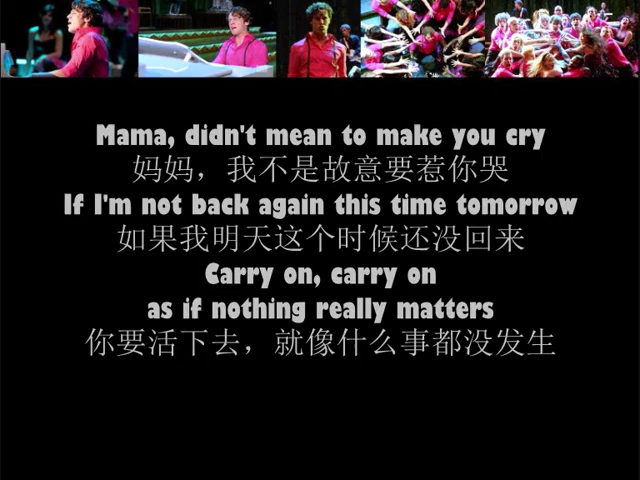 Mama, didn't mean to make you cry
妈妈，我不是故意要惹你哭
If I'm not back again this time tomorrow
如果我明天这个时候还没回来
Carry on, carry on
as if nothing really matters
你要活下去，就像什么事都没发生